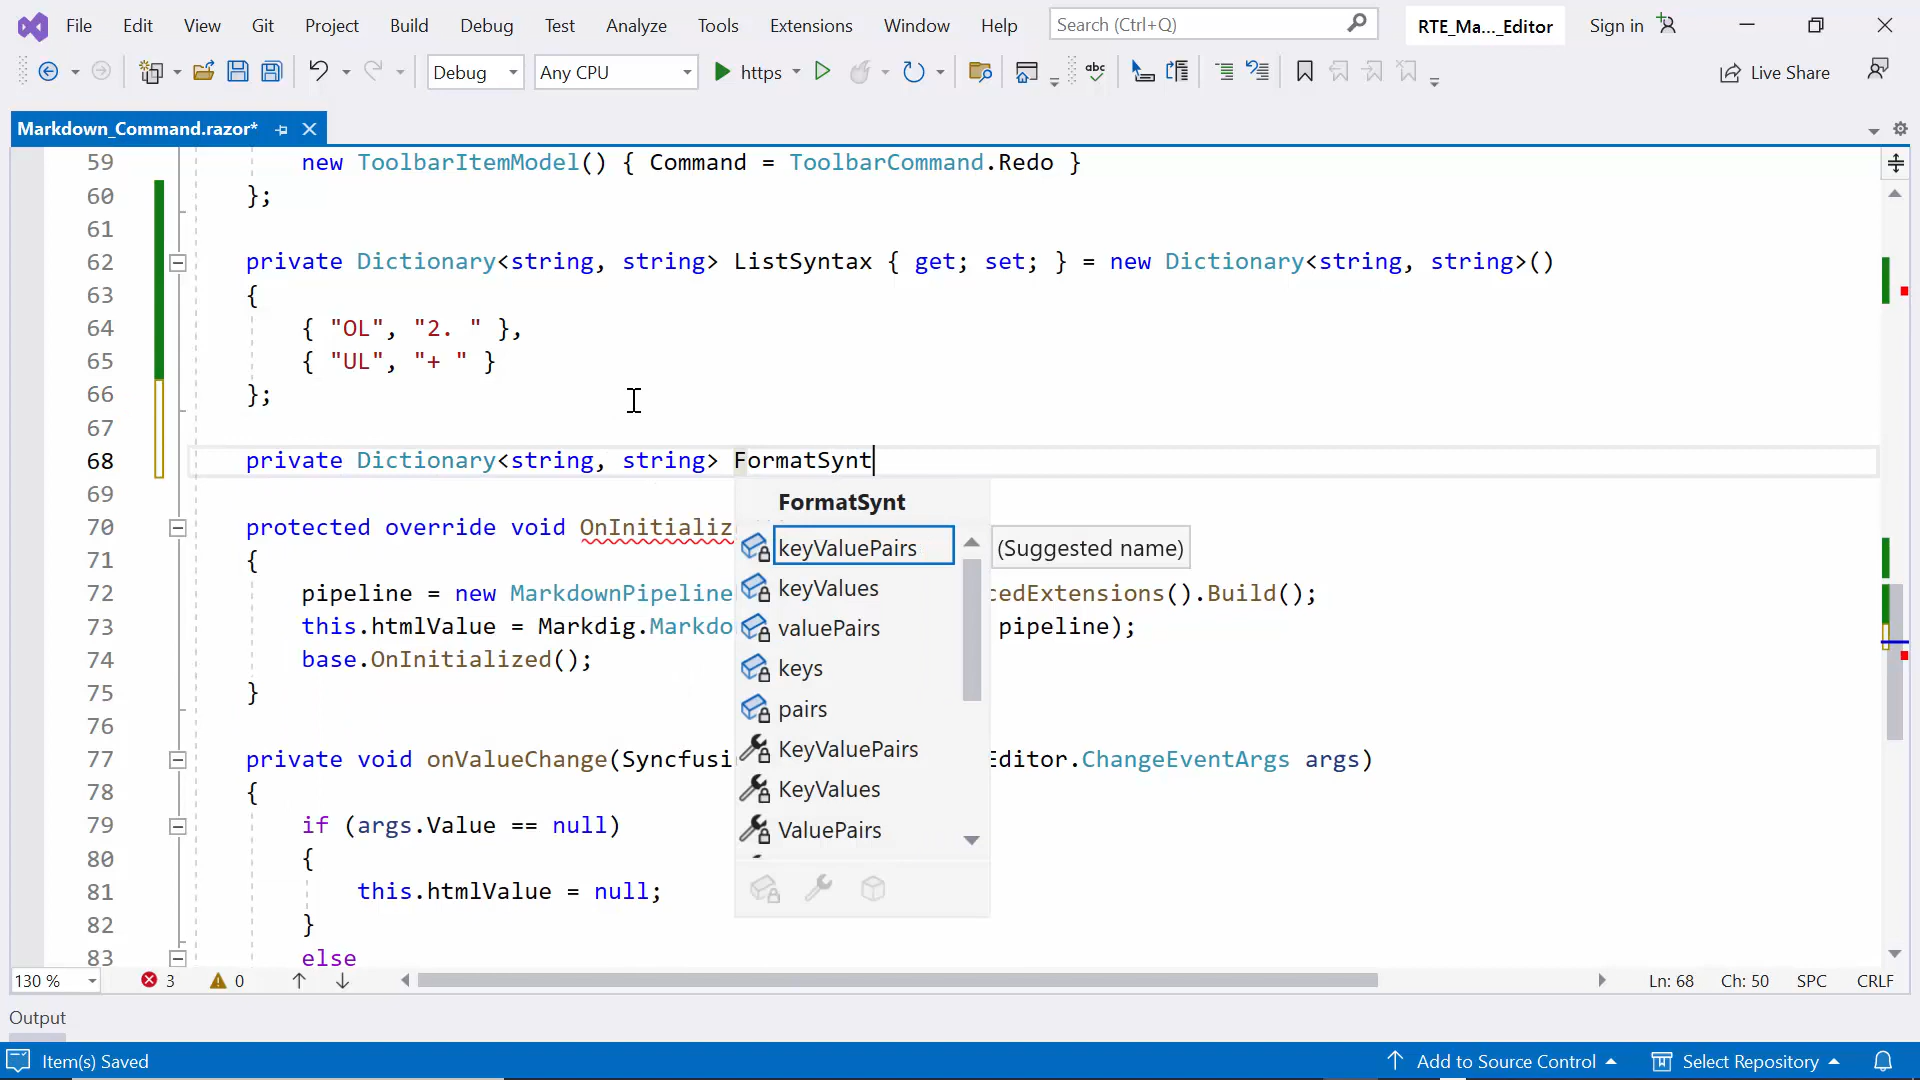 File Edit View Git Project Build Debug Test Analyze Tools Extensions Window Help Search (Ctrl+Q) RTE_Ma..._Editor Sign in
Debug Any CPU https abc Live Share
Markdown_Command.razor*
59 new ToolbarItemModel() { Command = ToolbarCommand.Redo }
60 };
61
62 private Dictionary<string, string> ListSyntax { get; set; } = new Dictionary<string, string>()
63 {
64 { "OL", "2. " },
65 { "UL", "+ " }
66 };
67
68 private Dictionary<string, string> FormatSynt
69
FormatSynt
70 protected override void OnInitializ
keyValuePairs (Suggested name)
71 {
keyValues
72 pipeline = new MarkdownPipeline cedExtensions().Build();
73 this.htmlValue = Markdig.Markdo pipeline);
valuePairs
74 base.OnInitialized();
keys
75 }
pairs
76
KeyValuePairs
77 private void onValueChange(Syncfusi Editor.ChangeEventArgs args)
78 {
KeyValues
79 if (args.Value == null)
ValuePairs
80 {
81 this.htmlValue = null;
82 }
83 else
130 % 3 0 Ln: 68 Ch: 50 SPC CRLF
Output
Item(s) Saved Add to Source Control Select Repository